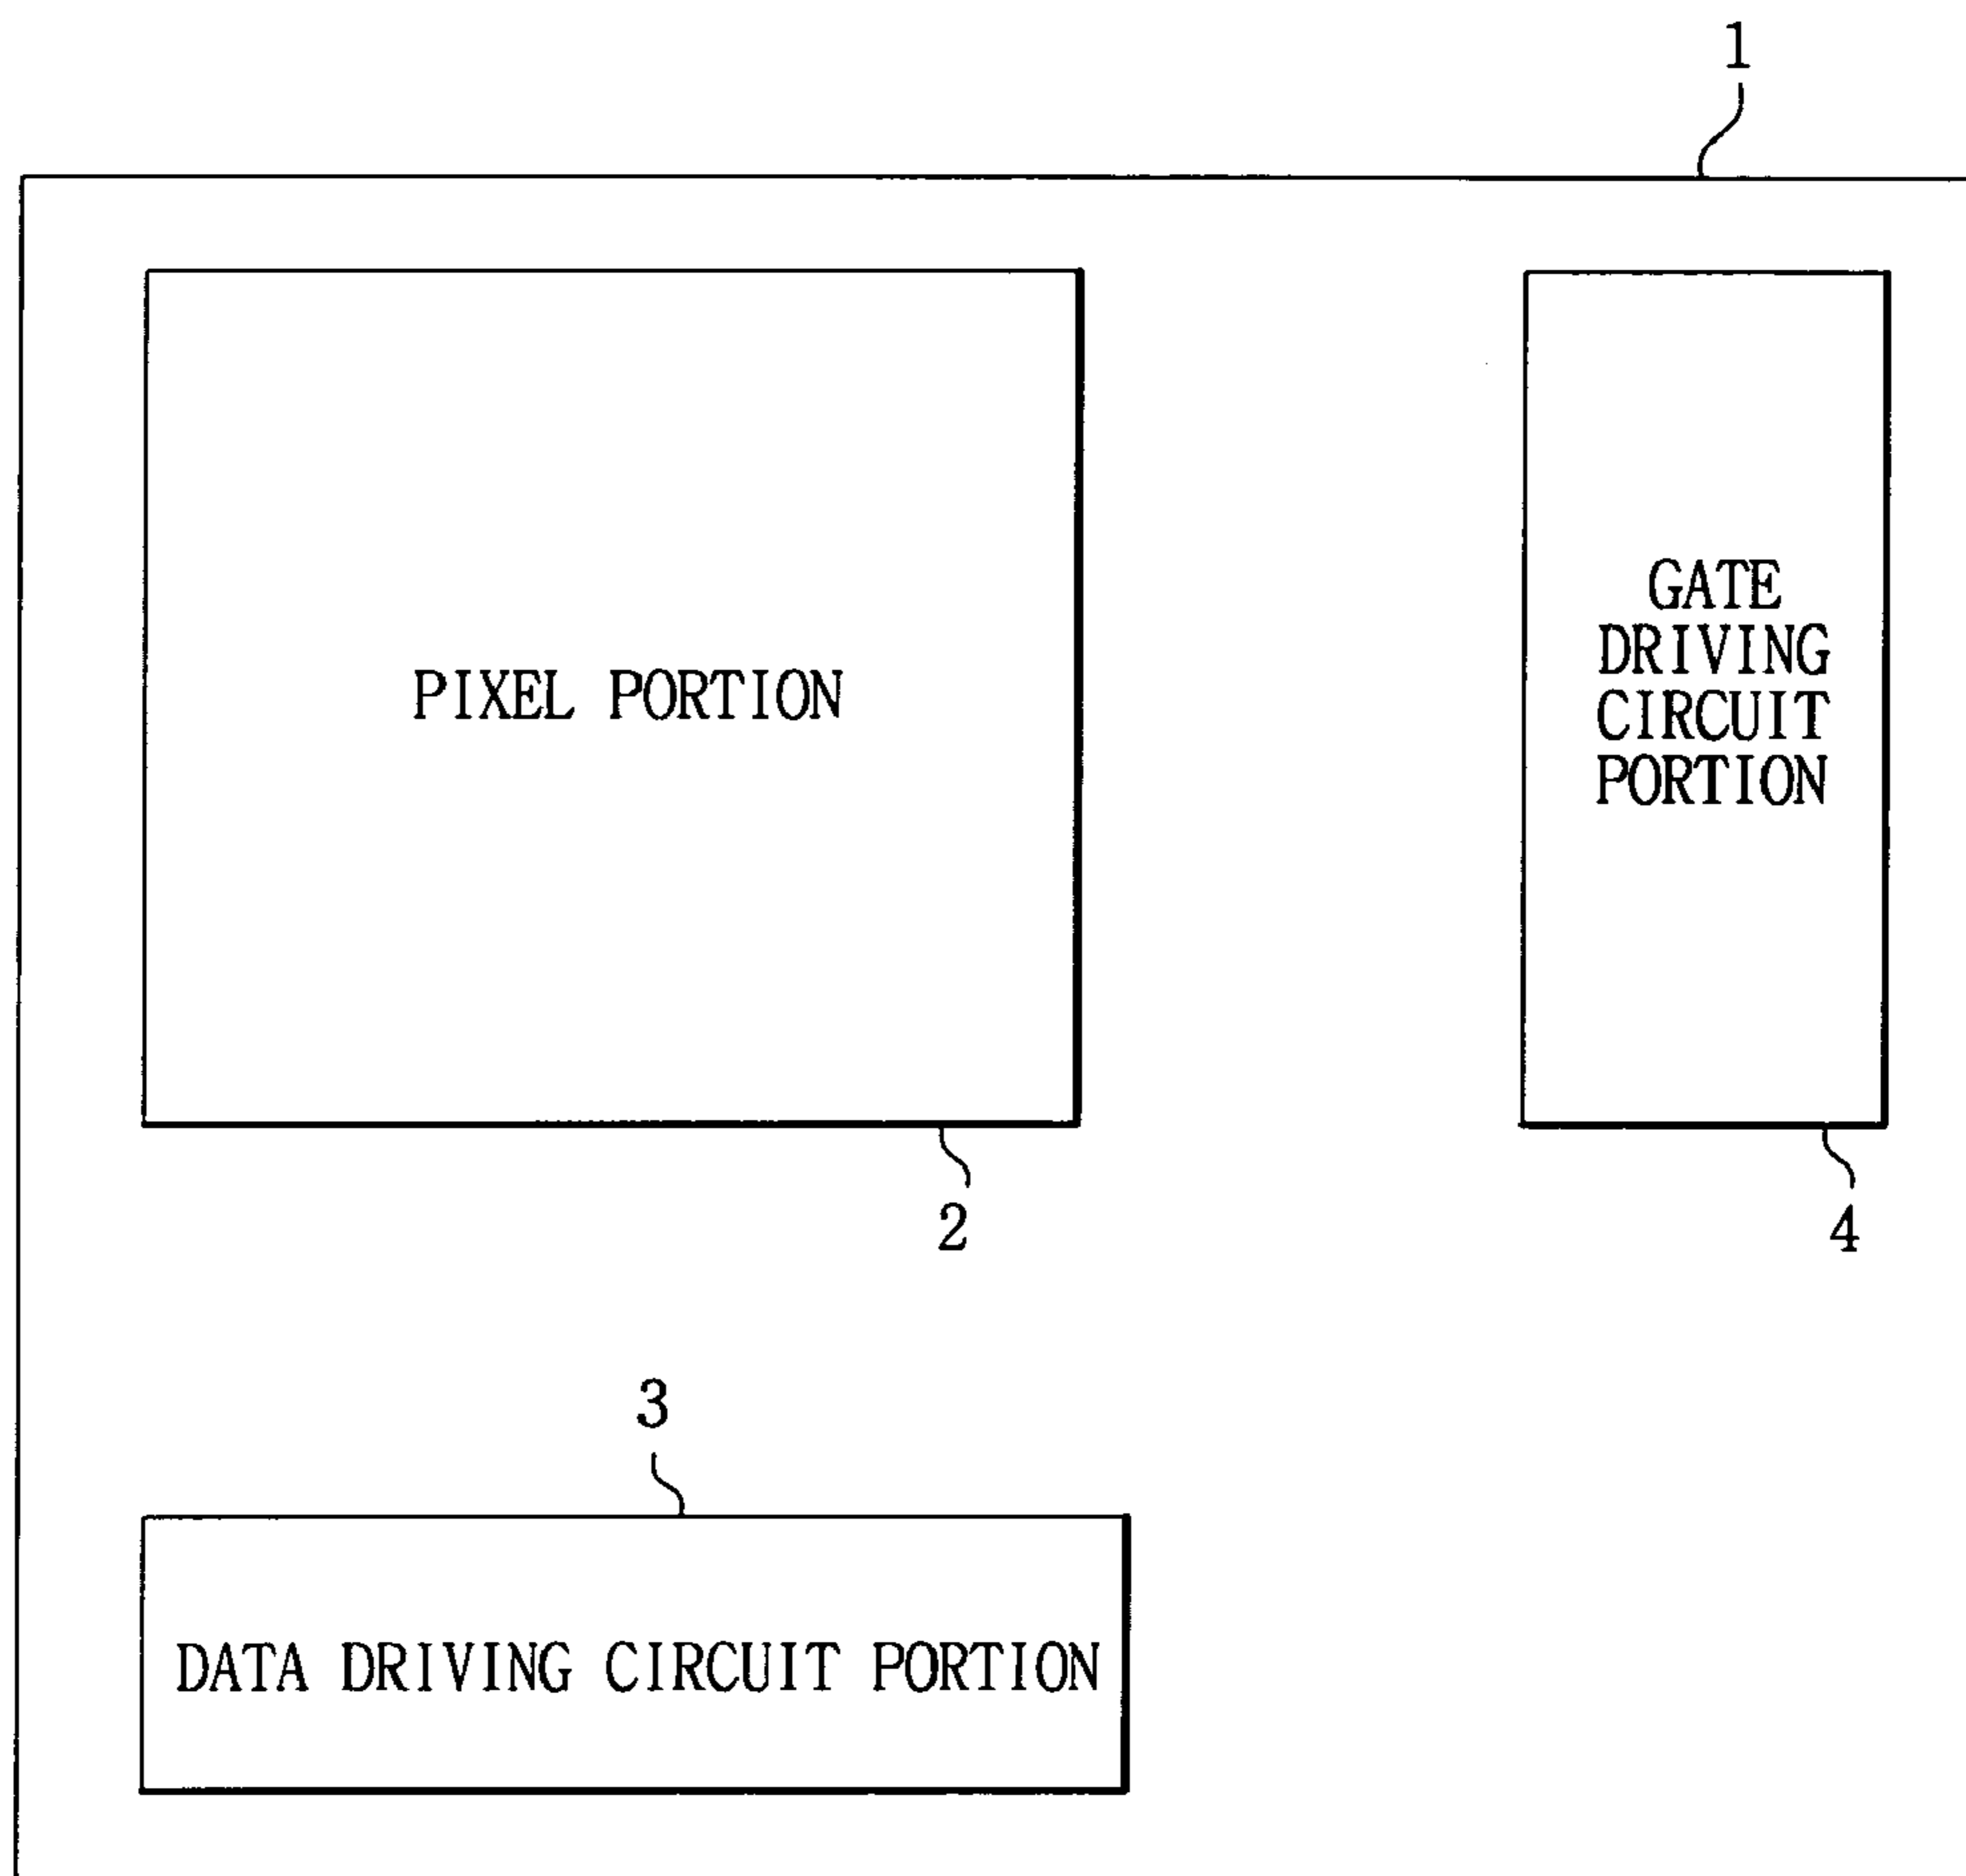 1
PIXEL PORTION
GATE
DRIVING
CIRCUIT
PORTION
2
4
3
DATA DRIVING CIRCUIT PORTION